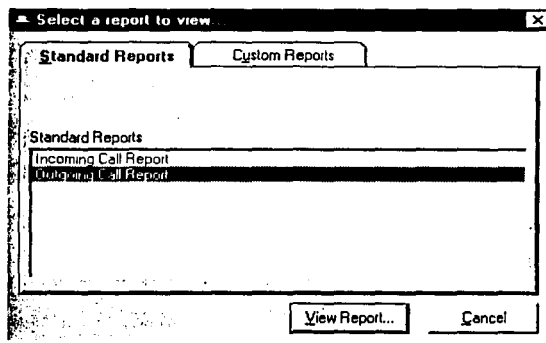 Select a report to view...
Standard Reports Custom Reports
Standard Reports
Incoming Call Report
Outgoing Call Report
View Report... Cancel